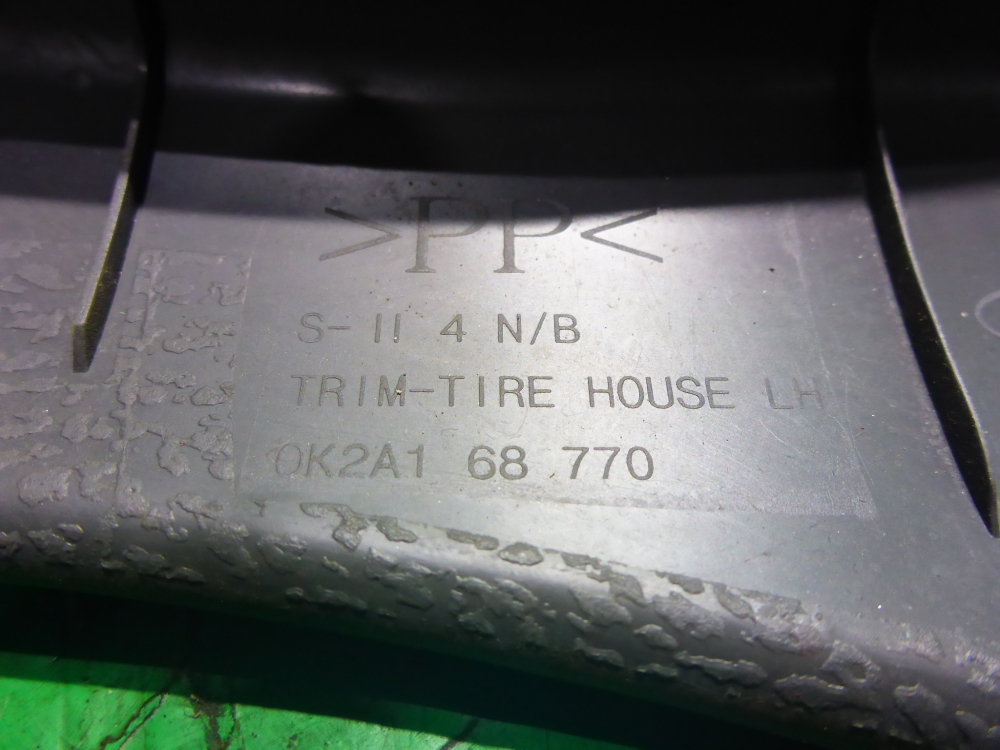 >PP<
S-II 4 N/B
TRIM-TIRE HOUSE LH
0K2A1 68 770